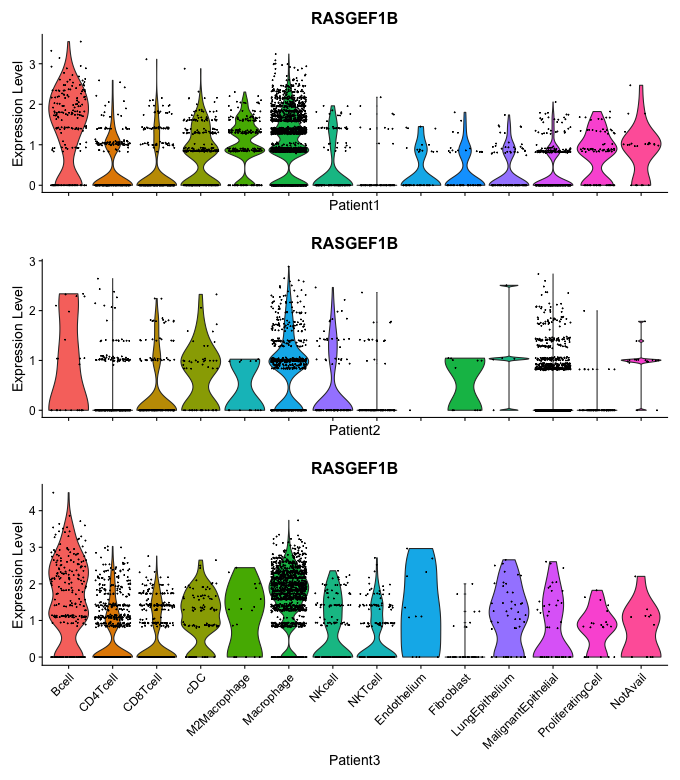 RASGEF1B
Expression Level
3
2
1
0
Patient1
RASGEF1B
Expression Level
3
2
1
0
Patient2
RASGEF1B
Expression Level
4
3
2
1
0
Bcell
CD4Tcell
CD8Tcell
cDC
M2Macrophage
Macrophage
NKcell
NKTcell
Endothelium
Fibroblast
LungEpithelium
MalignantEpithelial
ProliferatingCell
NotAvail
Patient3